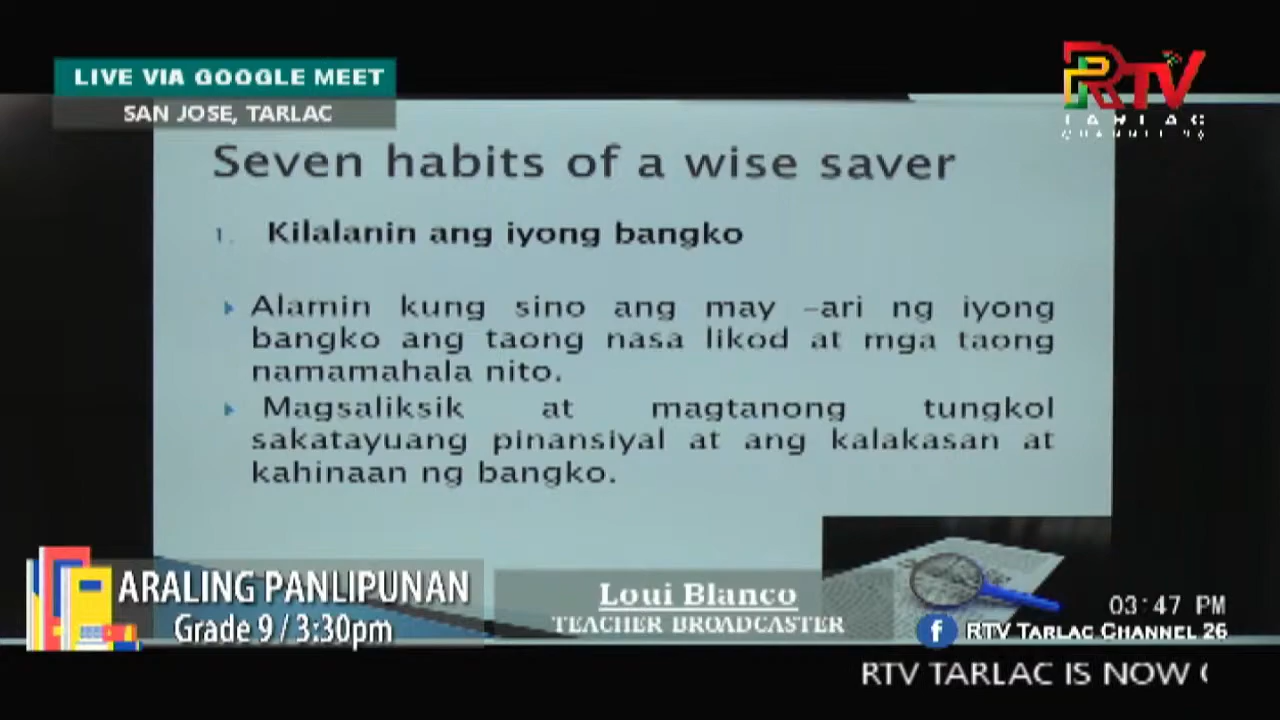 LIVE VIA GOOGLE MEET
SAN JOSE, TARLAC
RTV
TARLAC
CHANNEL 26
Seven habits of a wise saver
1. Kilalanin ang iyong bangko
Alamin kung sino ang may –ari ng iyong
bangko ang taong nasa likod at mga taong
namamahala nito.
Magsaliksik at magtanong tungkol
sakatayuang pinansiyal at ang kalakasan at
kahinaan ng bangko.
ARALING PANLIPUNAN
Grade 9 / 3:30pm
Loui Blanco
TEACHER BROADCASTER
03:47 PM
f RTV TARLAC CHANNEL 26
RTV TARLAC IS NOW